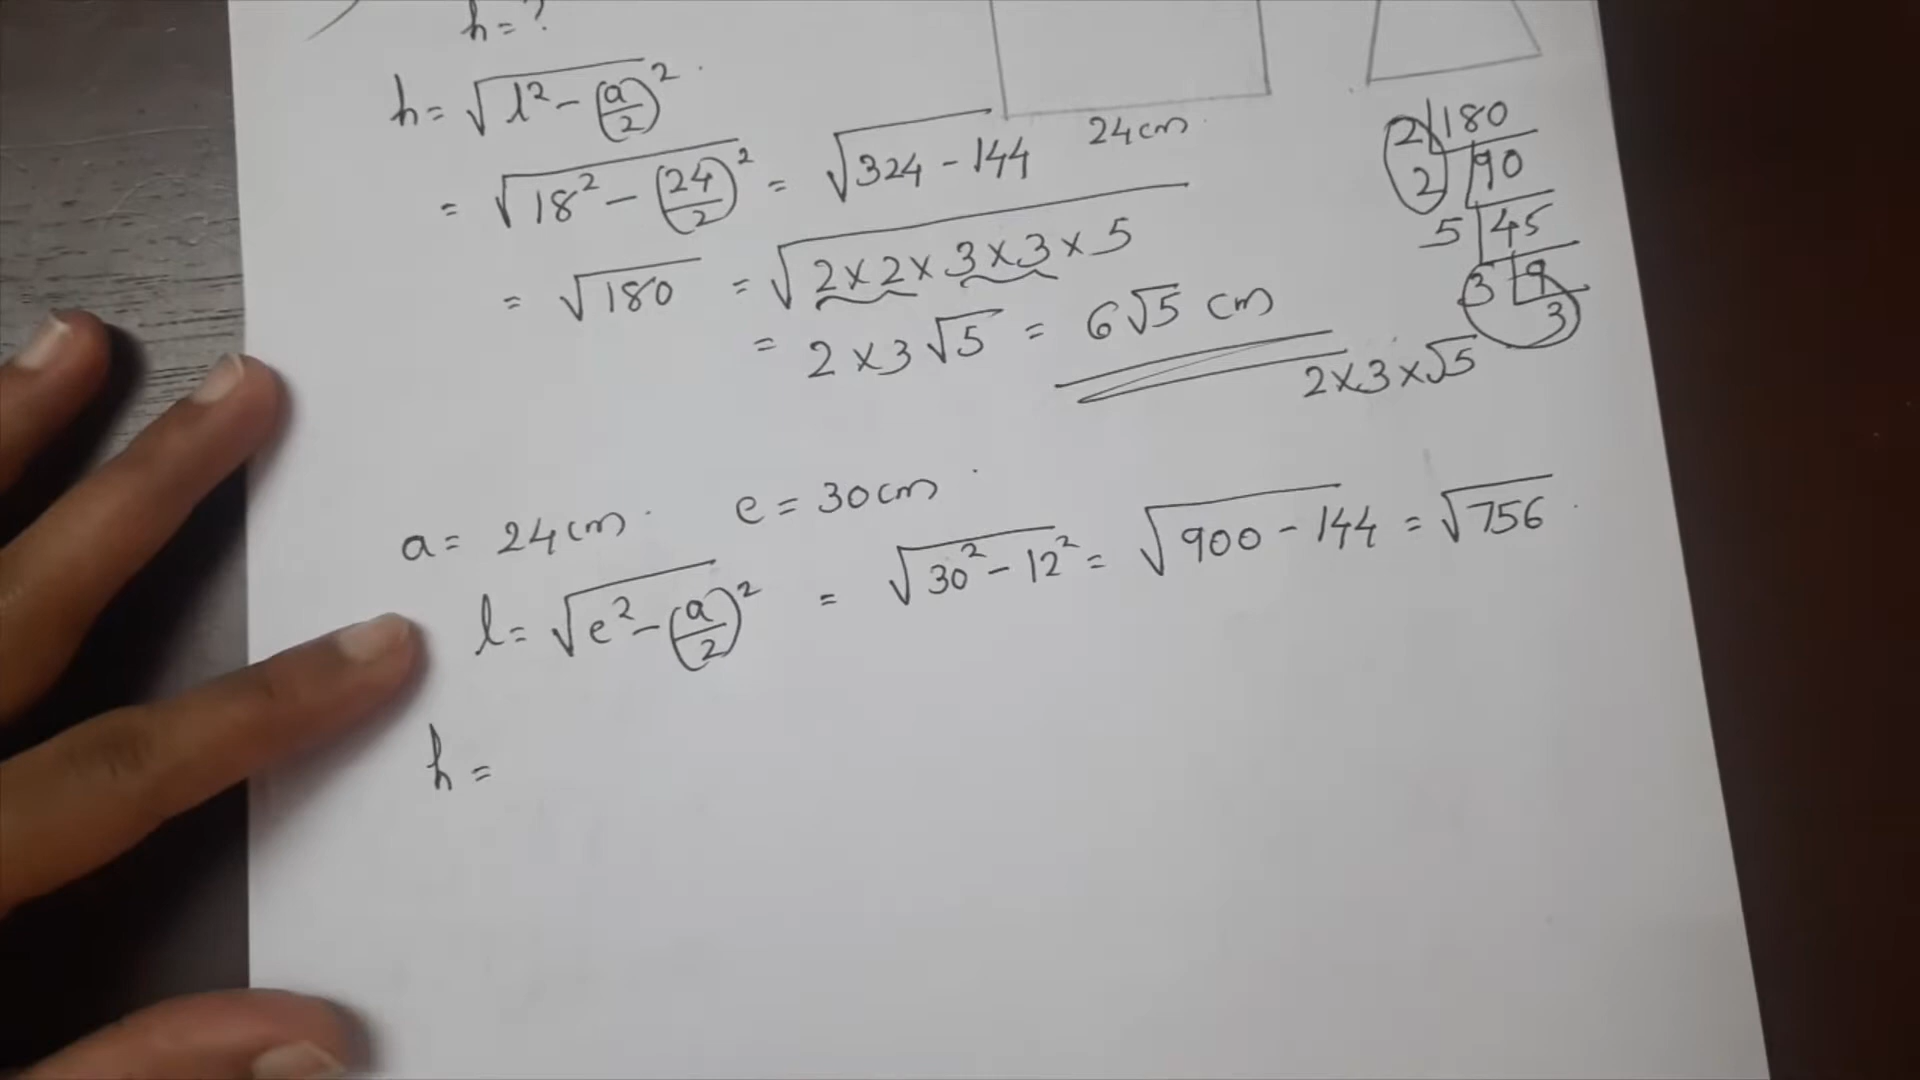 h = ?
h = √l² - (a/2)²
= √18² - (24/2)² = √324 - 144
24cm
= √180 = √2×2×3×3×5
= 2×3√5 = 6√5 cm
2 180
2 90
5 45
3 9
3
2×3×√5
a = 24cm e = 30cm
l = √e² - (a/2)² = √30² - 12² = √900 - 144 = √756
h =